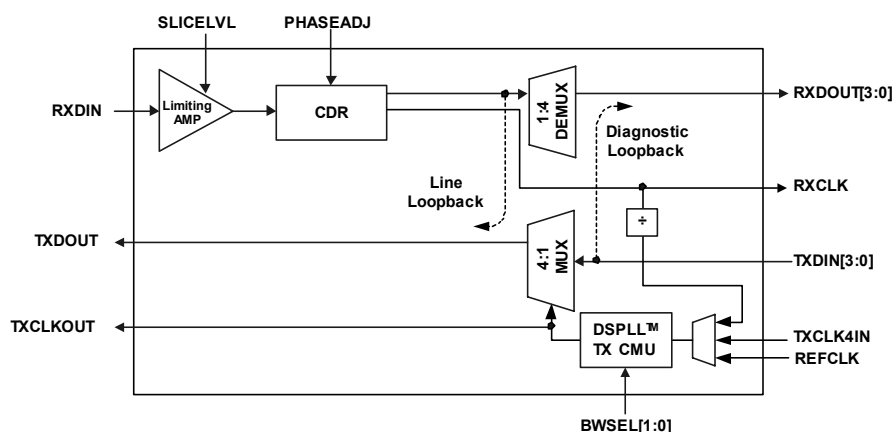 SLICELVL
PHASEADJ
RXDIN
Limiting
AMP
CDR
1:4
DEMUX
RXDOUT[3:0]
Diagnostic
Loopback
Line
Loopback
RXCLK
÷
TXDOUT
4:1
MUX
TXDIN[3:0]
TXCLKOUT
DSPLL™
TX CMU
TXCLK4IN
REFCLK
BWSEL[1:0]